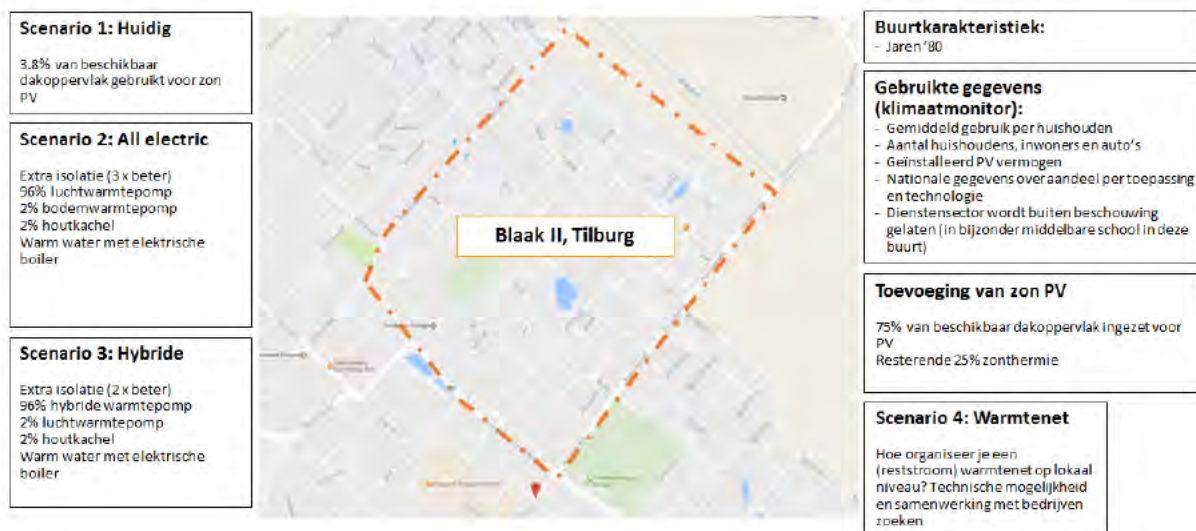 Scenario 1: Huidig
3.8% van beschikbaar
dakoppervlak gebruikt voor zon
PV
Scenario 2: All electric
Extra isolatie (3 x beter)
96% luchtwarmtepomp
2% bodemwarmtepomp
2% houtkachel
Warm water met elektrische
boiler
Scenario 3: Hybride
Extra isolatie (2 x beter)
96% hybride warmtepomp
2% luchtwarmtepomp
2% houtkachel
Warm water met elektrische
boiler
Blaak II, Tilburg
Buurtkarakteristiek:
- Jaren '80
Gebruikte gegevens
(klimaatmonitor):
- Gemiddeld gebruik per huishouden
- Aantal huishoudens, inwoners en auto's
- Geïnstalleerd PV vermogen
- Nationale gegevens over aandeel per toepassing
en technologie
- Dienstensector wordt buiten beschouwing
gelaten (in bijzonder middelbare school in deze
buurt)
Toevoeging van zon PV
75% van beschikbaar dakoppervlak ingezet voor
PV
Resterende 25% zonthermie
Scenario 4: Warmtenet
Hoe organiseer je een
(reststroom) warmtenet op lokaal
niveau? Technische mogelijkheid
en samenwerking met bedrijven
zoeken